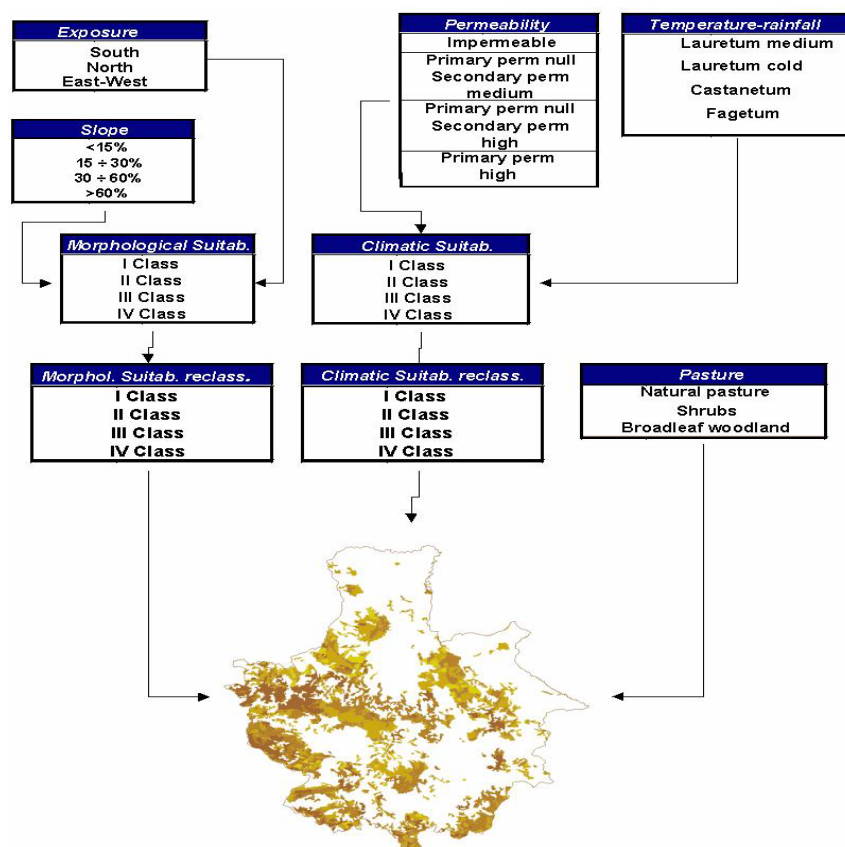 Exposure
South
North
East-West
Slope
<15%
15 ÷ 30%
30 ÷ 60%
>60%
Permeability
Impermeable
Primary perm null
Secondary perm
medium
Primary perm null
Secondary perm
high
Primary perm
high
Temperature-rainfall
Lauretum medium
Lauretum cold
Castanetum
Fagetum
Morphological Suitab.
I Class
II Class
III Class
IV Class
Climatic Suitab.
I Class
II Class
III Class
IV Class
Morphol. Suitab. reclass.
I Class
II Class
III Class
IV Class
Climatic Suitab. reclass.
I Class
II Class
III Class
IV Class
Pasture
Natural pasture
Shrubs
Broadleaf woodland